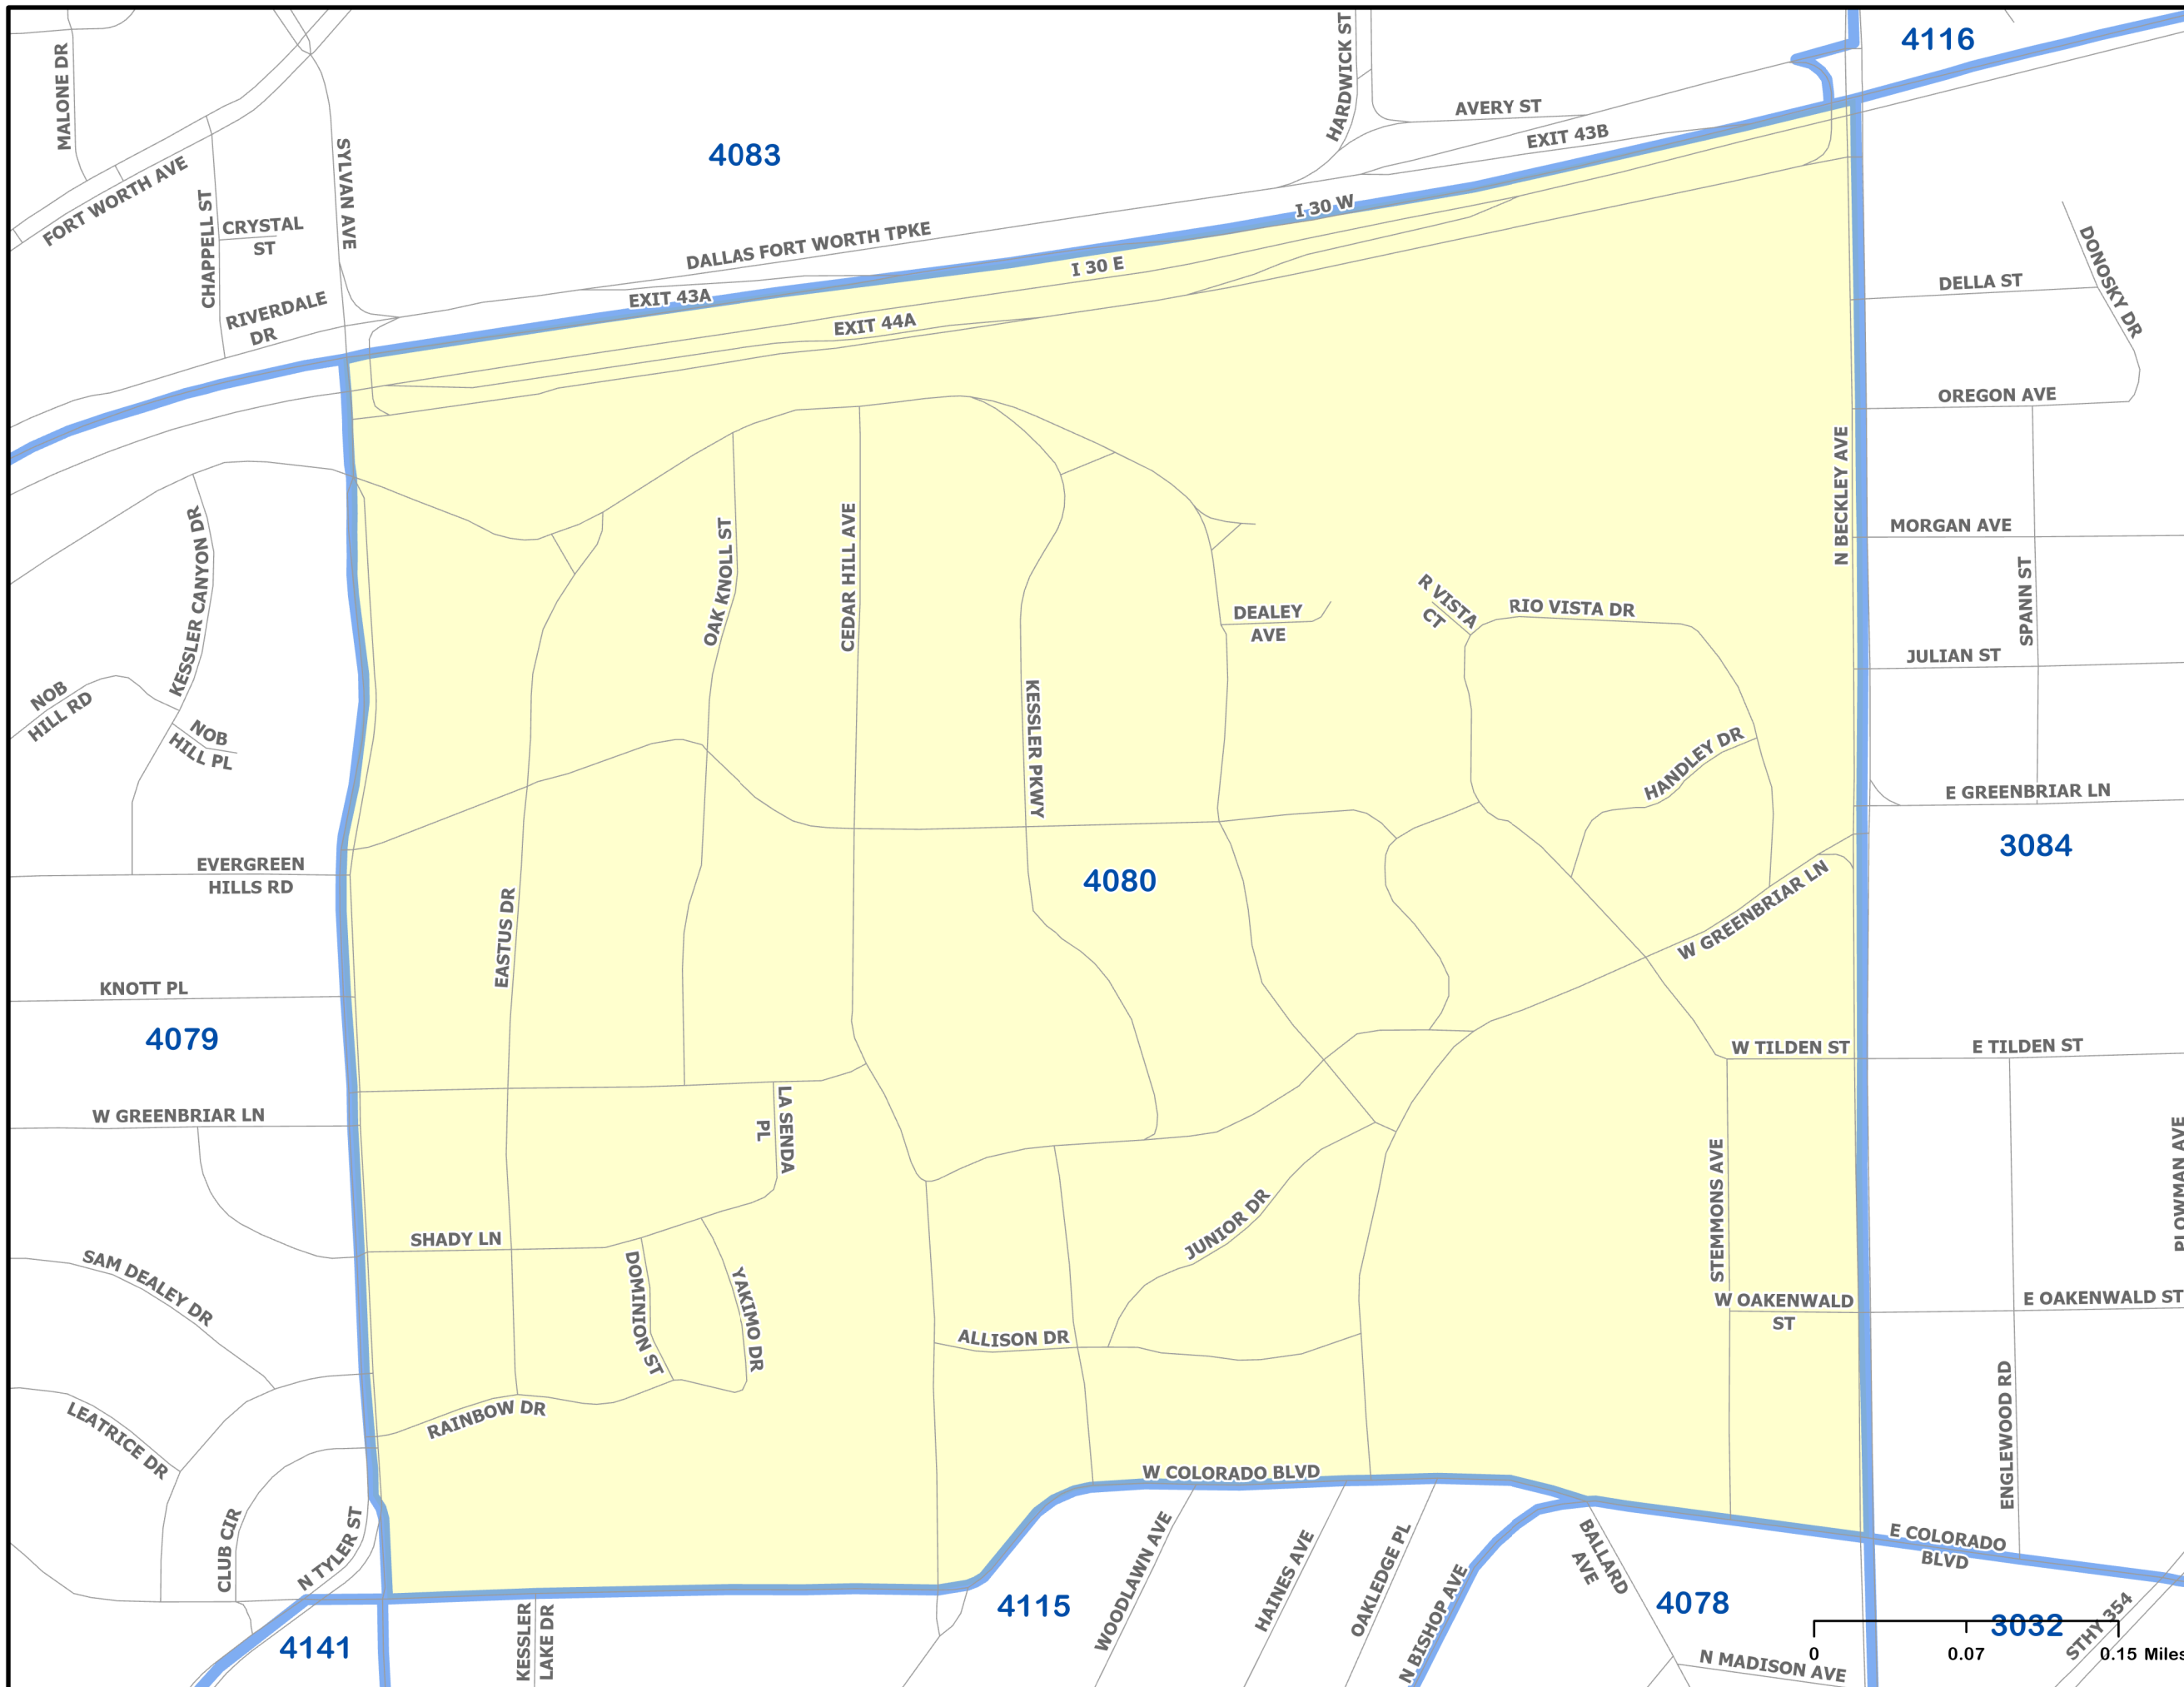 4116
MALONE DR
HARDWICK ST
AVERY ST
EXIT 43B
4083
SYLVAN AVE
FORT WORTH AVE
CHAPPELL ST
CRYSTAL
ST
I 30 W
DALLAS FORT WORTH TPKE
I 30 E
DONOSKY DR
DELLA ST
EXIT 43A
RIVERDALE
DR
EXIT 44A
OREGON AVE
N BECKLEY AVE
MORGAN AVE
KESSLER CANYON DR
OAK KNOLL ST
CEDAR HILL AVE
SPANN ST
DEALEY
AVE
R VISTA
CT
RIO VISTA DR
JULIAN ST
NOB
HILL RD
NOB
HILL PL
KESSLER PKWY
HANDLEY DR
E GREENBRIAR LN
3084
EVERGREEN
HILLS RD
4080
W GREENBRIAR LN
EASTUS DR
KNOTT PL
4079
W TILDEN ST
E TILDEN ST
W GREENBRIAR LN
LA SENDA
PL
STEMMONS AVE
PLOWMAN AVE
JUNIOR DR
SHADY LN
SAM DEALEY DR
DOMINION ST
YAKIMO DR
W OAKENWALD
ST
E OAKENWALD ST
ALLISON DR
RAINBOW DR
LEATRICE DR
ENGLEWOOD RD
W COLORADO BLVD
CLUB CIR
N TYLER ST
E COLORADO
BLVD
WOODLAWN AVE
HAINES AVE
OAKLEDGE PL
N BISHOP AVE
BALLARD
AVE
4115
4078
3032
STHY 354
4141
KESSLER
LAKE DR
N MADISON AVE
0 0.07 0.15 Miles